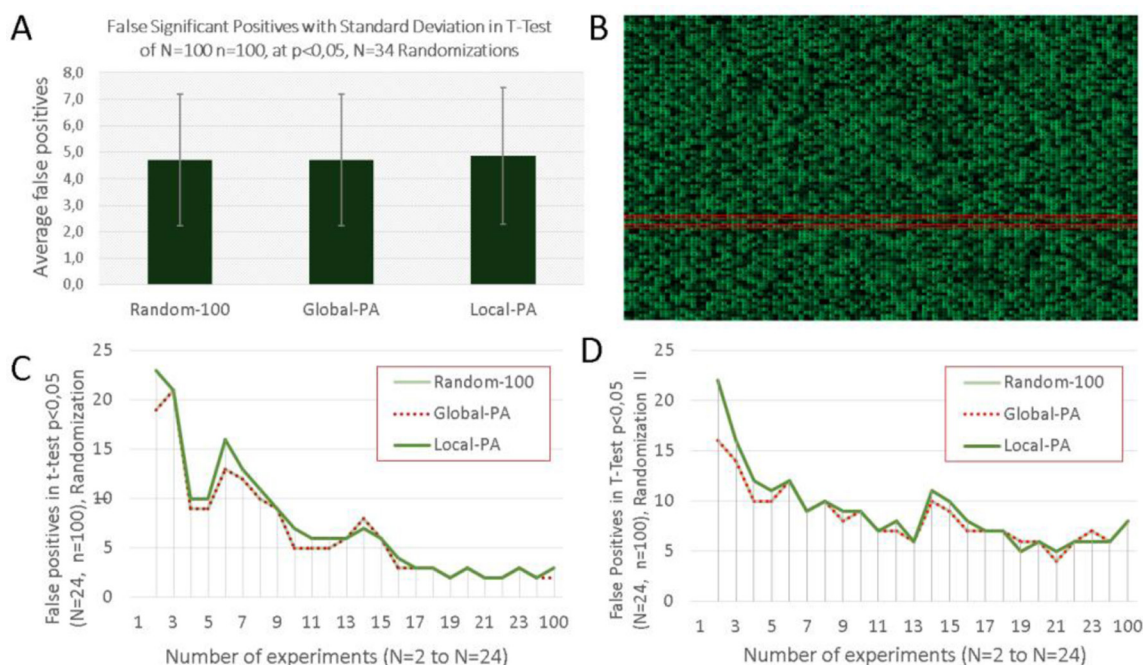 A
False Significant Positives with Standard Deviation in T-Test
of N=100 n=100, at p<0,05, N=34 Randomizations
Average false positives
8,0
7,0
6,0
5,0
4,0
3,0
2,0
1,0
0,0
Random-100
Global-PA
Local-PA
B
C
False positives in t-test p<0,05
(N=24, n=100), Randomization
I
25
20
15
10
5
0
Random-100
Global-PA
Local-PA
1 3 5 7 9 11 13 15 17 19 21 23 100
Number of experiments (N=2 to N=24)
D
False Positives in T-Test p<0,05
(N=24, n=100), Randomization II
25
20
15
10
5
0
Random-100
Global-PA
Local-PA
1 3 5 7 9 11 13 15 17 19 21 23 100
Number of experiments (N=2 to N=24)